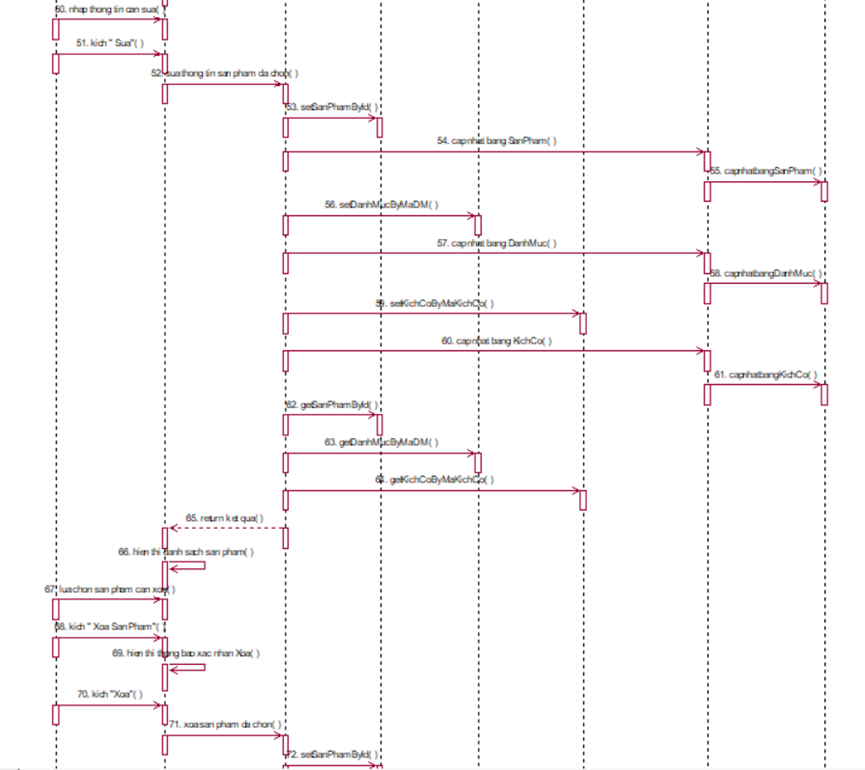 50. nhap thong tin can sua( )
51. kich " Sua"( )
52. sua thong tin san pham da chon( )
53. setSanPhamById( )
54. cap nhat bang SanPham( )
55. capnhatbangSanPham( )
56. setDanhMucByMaDM( )
57. cap nhat bang DanhMuc( )
58. capnhatbangDanhMuc( )
59. setKichCoByMaKichCo( )
60. cap nhat bang KichCo( )
61. capnhatbangKichCo( )
62. getSanPhamById( )
63. getDanhMucByMaDM( )
64. getKichCoByMaKichCo( )
65. return ket qua( )
66. hien thi danh sach san pham( )
67. lua chon san pham can xoa( )
68. kich " Xoa San Pham"( )
69. hien thi thong bao xac nhan Xoa( )
70. kich "Xoa"( )
71. xoa san pham da chon( )
72. setSanPhamById( )